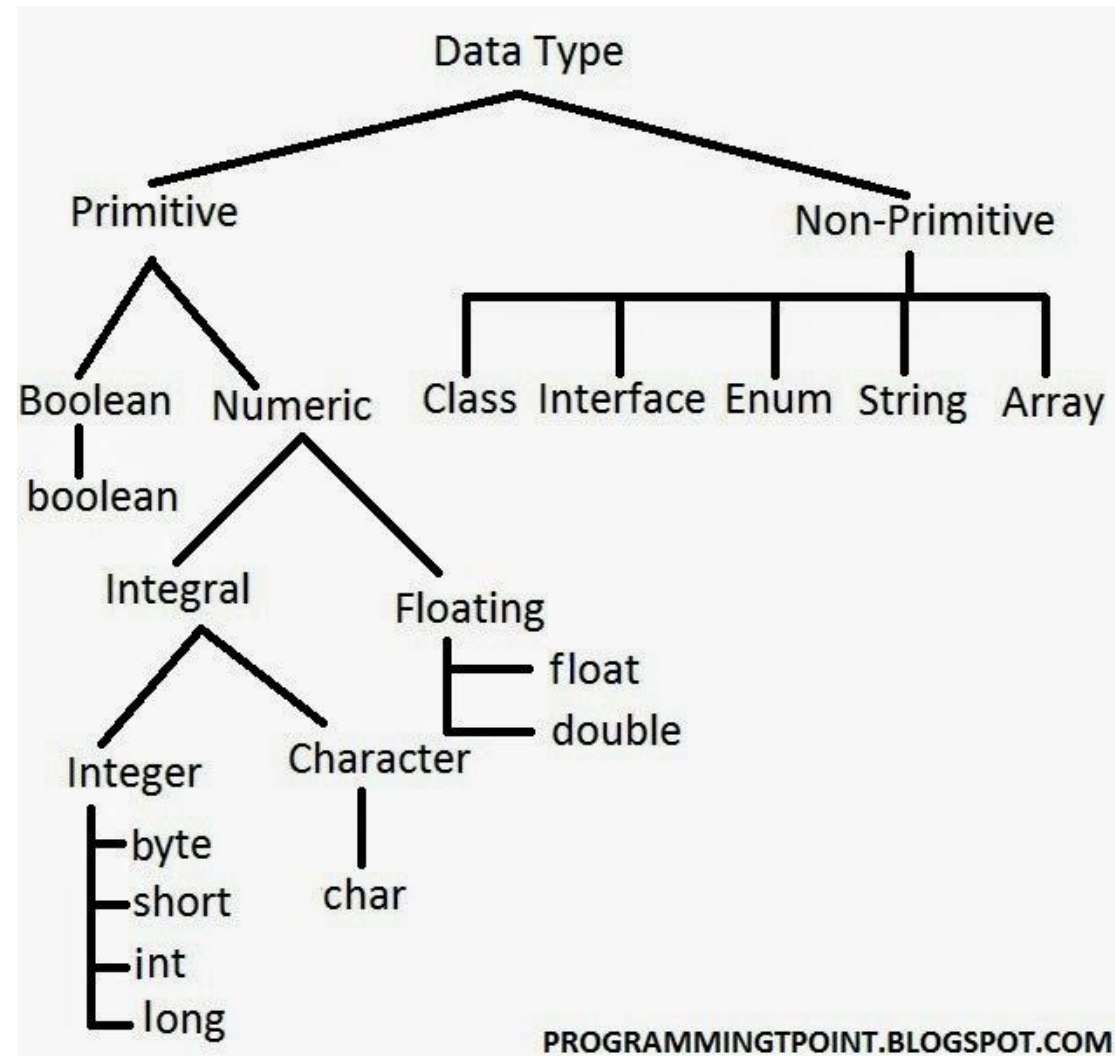 Data Type
Primitive
Non-Primitive
Boolean
Numeric
Class
Interface
Enum
String
Array
boolean
Integral
Floating
float
double
Integer
Character
byte
short
int
long
char
PROGRAMMINGTPOINT.BLOGSPOT.COM